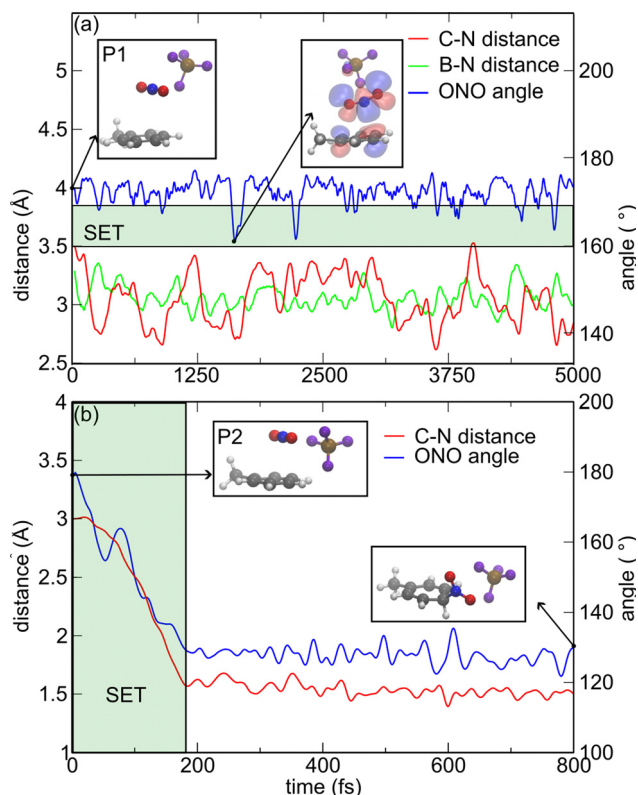 (a)
P1
C-N distance
B-N distance
ONO angle
5
4.5
4
3.5
3
2.5
distance (Å)
200
180
160
140
angle (°)
SET
0 1250 2500 3750 5000
(b)
P2
C-N distance
ONO angle
4
3.5
3
2.5
2
1.5
1
distance (Å)
200
180
160
140
120
100
angle (°)
SET
0 200 400 600 800
time (fs)